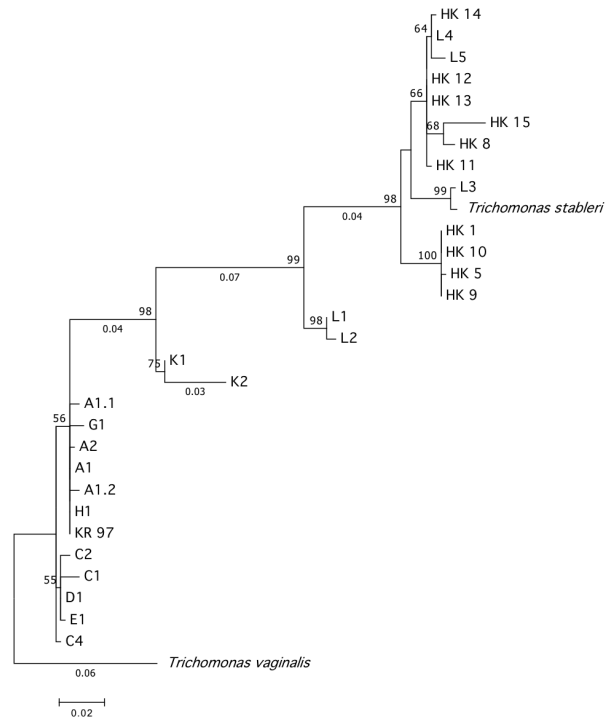 HK 14
64
L4
L5
HK 12
66
HK 13
68
HK 15
HK 8
HK 11
99
L3
98
Trichomonas stableri
0.04
HK 1
100
HK 10
99
HK 5
0.07
HK 9
98
L1
98
L2
0.04
75
K1
K2
0.03
A1.1
56
G1
A2
A1
A1.2
H1
KR 97
C2
55
C1
D1
E1
C4
Trichomonas vaginalis
0.06
0.02